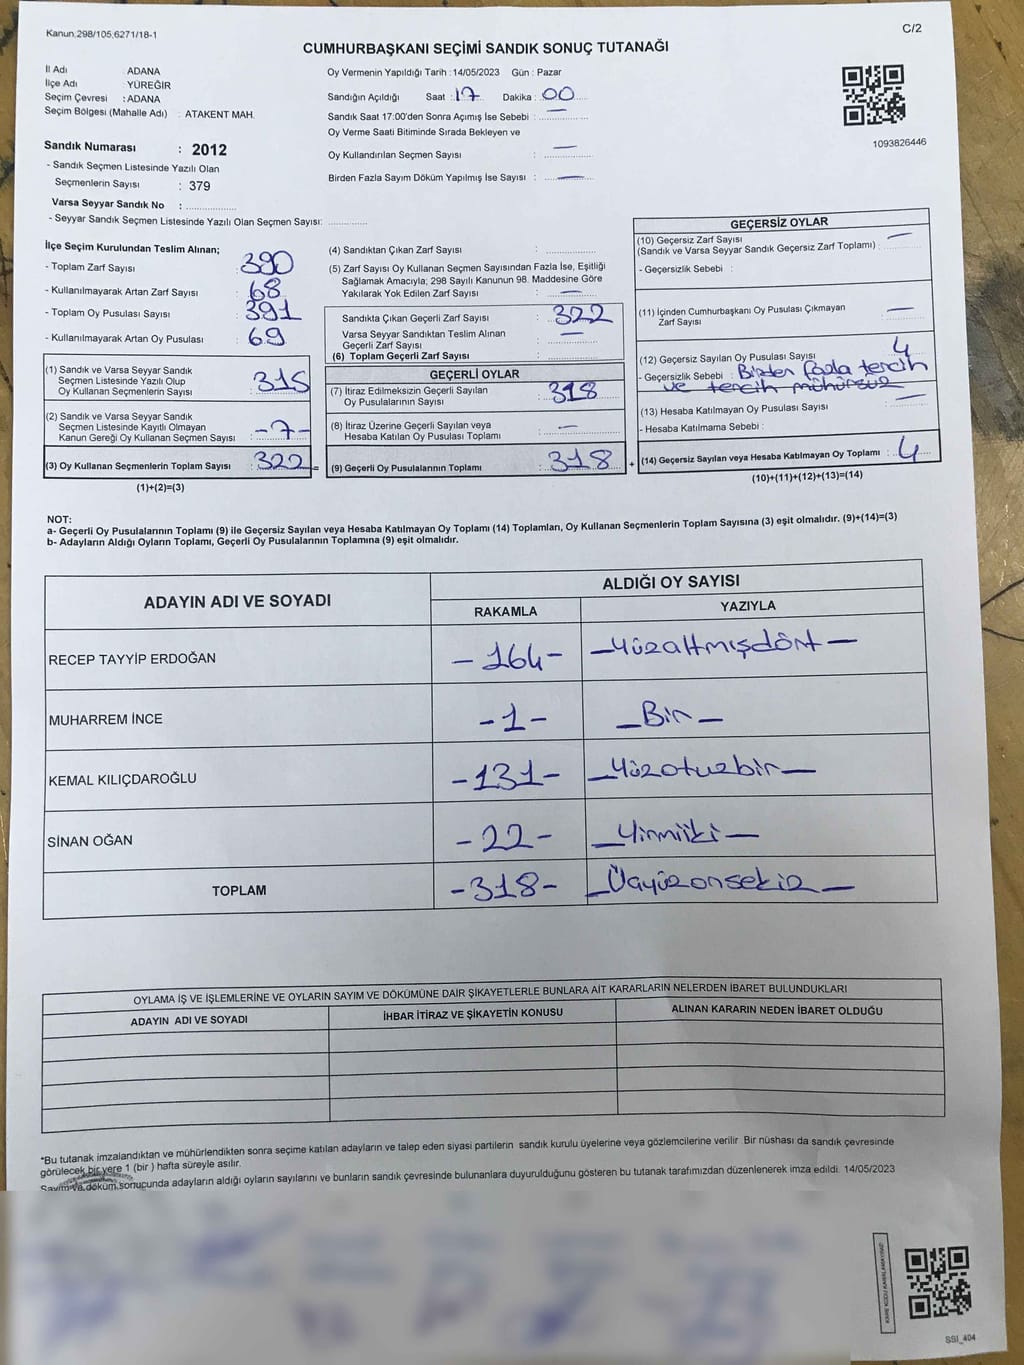 Kanun:298/105,6271/18-1
C/2
CUMHURBAŞKANI SEÇİMİ SANDIK SONUÇ TUTANAĞI
İl Adı : ADANA
İlçe Adı : YÜREĞİR
Seçim Çevresi : ADANA
Seçim Bölgesi (Mahalle Adı) : ATAKENT MAH.
Sandık Numarası : 2012
- Sandık Seçmen Listesinde Yazılı Olan
Seçmenlerin Sayısı : 379
Varsa Seyyar Sandık No :
- Seyyar Sandık Seçmen Listesinde Yazılı Olan Seçmen Sayısı:
Oy Vermenin Yapıldığı Tarih : 14/05/2023 Gün : Pazar
Sandığın Açıldığı Saat : 17 Dakika : 00
Sandık Saat 17:00'den Sonra Açımış İse Sebebi : —
Oy Verme Saati Bitiminde Sırada Bekleyen ve
Oy Kullandırılan Seçmen Sayısı : —
Birden Fazla Sayım Döküm Yapılmış İse Sayısı : —
1093826446
İlçe Seçim Kurulundan Teslim Alınan;
- Toplam Zarf Sayısı : 390
- Kullanılmayarak Artan Zarf Sayısı : 68
- Toplam Oy Pusulası Sayısı : 391
- Kullanılmayarak Artan Oy Pusulası : 69
(1) Sandık ve Varsa Seyyar Sandık
Seçmen Listesinde Yazılı Olup
Oy Kullanan Seçmenlerin Sayısı : 315
(2) Sandık ve Varsa Seyyar Sandık
Seçmen Listesinde Kayıtlı Olmayan
Kanun Gereği Oy Kullanan Seçmen Sayısı : -7-
(3) Oy Kullanan Seçmenlerin Toplam Sayısı : 322 =
(1)+(2)=(3)
(4) Sandıktan Çıkan Zarf Sayısı :
(5) Zarf Sayısı Oy Kullanan Seçmen Sayısından Fazla İse, Eşitliği
Sağlamak Amacıyla; 298 Sayılı Kanunun 98. Maddesine Göre
Yakılarak Yok Edilen Zarf Sayısı : —
Sandıkta Çıkan Geçerli Zarf Sayısı : 322
Varsa Seyyar Sandıktan Teslim Alınan
Geçerli Zarf Sayısı : —
(6) Toplam Geçerli Zarf Sayısı :
GEÇERLİ OYLAR
(7) İtiraz Edilmeksizin Geçerli Sayılan
Oy Pusulalarının Sayısı : 318
(8) İtiraz Üzerine Geçerli Sayılan veya
Hesaba Katılan Oy Pusulası Toplamı : —
(9) Geçerli Oy Pusulalarının Toplamı : 318 +
GEÇERSİZ OYLAR
(10) Geçersiz Zarf Sayısı
(Sandık ve Varsa Seyyar Sandık Geçersiz Zarf Toplamı) : —
- Geçersizlik Sebebi :
(11) İçinden Cumhurbaşkanı Oy Pusulası Çıkmayan
Zarf Sayısı : —
(12) Geçersiz Sayılan Oy Pusulası Sayısı : 4
- Geçersizlik Sebebi : Birden fazla tercih
ve tercih mühürsüz
(13) Hesaba Katılmayan Oy Pusulası Sayısı : —
- Hesaba Katılmama Sebebi :
(14) Geçersiz Sayılan veya Hesaba Katılmayan Oy Toplamı : 4
(10)+(11)+(12)+(13)=(14)
NOT:
a- Geçerli Oy Pusulalarının Toplamı (9) ile Geçersiz Sayılan veya Hesaba Katılmayan Oy Toplamı (14) Toplamları, Oy Kullanan Seçmenlerin Toplam Sayısına (3) eşit olmalıdır. (9)+(14)=(3)
b- Adayların Aldığı Oyların Toplamı, Geçerli Oy Pusulalarının Toplamına (9) eşit olmalıdır.
ADAYIN ADI VE SOYADI
ALDIĞI OY SAYISI
RAKAMLA YAZIYLA
RECEP TAYYİP ERDOĞAN -164- -Yüzaltmışdört-
MUHARREM İNCE -1- -Bir-
KEMAL KILIÇDAROĞLU -131- -Yüzotuzbir-
SİNAN OĞAN -22- -Yirmiiki-
TOPLAM -318- -Üçyüzonsekiz-
OYLAMA İŞ VE İŞLEMLERİNE VE OYLARIN SAYIM VE DÖKÜMÜNE DAİR ŞİKAYETLERLE BUNLARA AİT KARARLARIN NELERDEN İBARET BULUNDUKLARI
ADAYIN ADI VE SOYADI İHBAR İTİRAZ VE ŞİKAYETİN KONUSU ALINAN KARARIN NEDEN İBARET OLDUĞU
*Bu tutanak imzalandıktan ve mühürlendikten sonra seçime katılan adayların ve talep eden siyasi partilerin sandık kurulu üyelerine veya gözlemcilerine verilir. Bir nüshası da sandık çevresinde
görülecek bir yere 1 (bir ) hafta süreyle asılır.
Sayım ve döküm sonucunda adayların aldığı oyların sayılarını ve bunların sandık çevresinde bulunanlara duyurulduğunu gösteren bu tutanak tarafımızdan düzenlenerek imza edildi. 14/05/2023
SSI_404